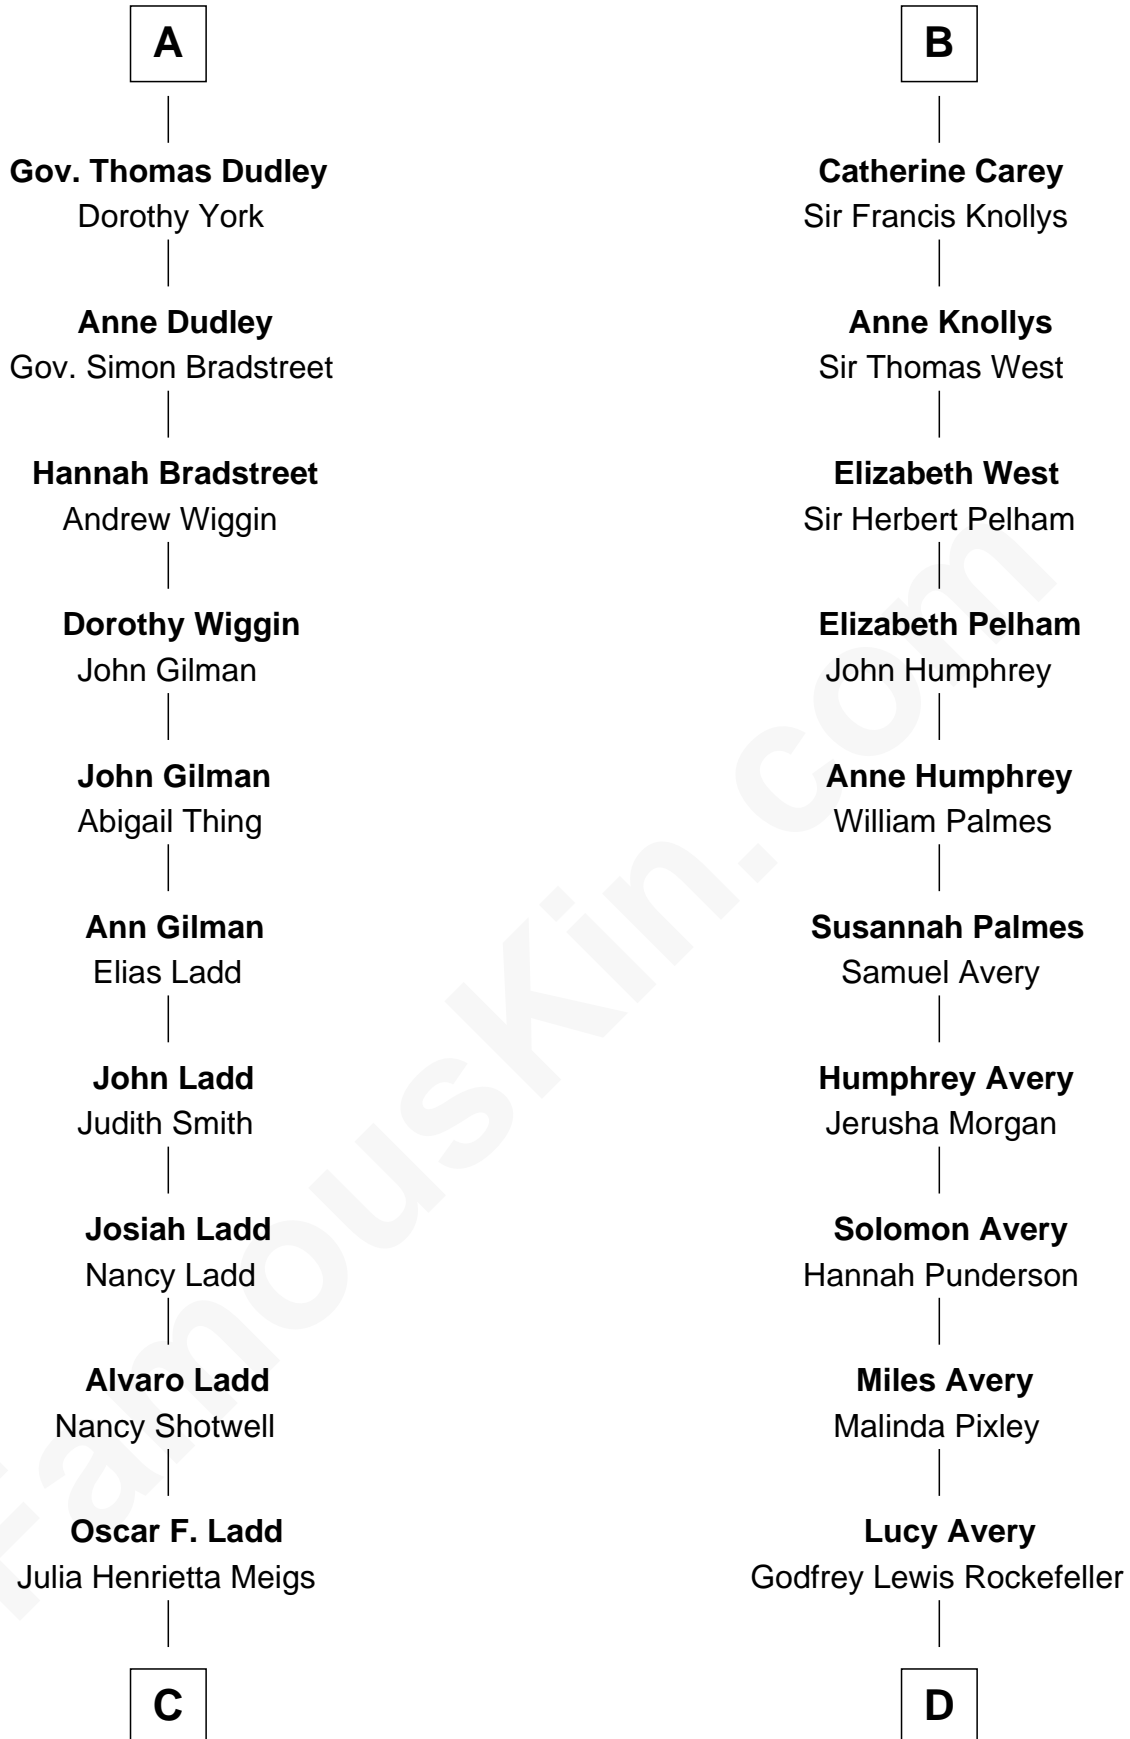 A
Gov. Thomas Dudley
Dorothy York
Anne Dudley
Gov. Simon Bradstreet
Hannah Bradstreet
Andrew Wiggin
Dorothy Wiggin
John Gilman
John Gilman
Abigail Thing
Ann Gilman
Elias Ladd
John Ladd
Judith Smith
Josiah Ladd
Nancy Ladd
Alvaro Ladd
Nancy Shotwell
Oscar F. Ladd
Julia Henrietta Meigs
C
B
Catherine Carey
Sir Francis Knollys
Anne Knollys
Sir Thomas West
Elizabeth West
Sir Herbert Pelham
Elizabeth Pelham
John Humphrey
Anne Humphrey
William Palmes
Susannah Palmes
Samuel Avery
Humphrey Avery
Jerusha Morgan
Solomon Avery
Hannah Punderson
Miles Avery
Malinda Pixley
Lucy Avery
Godfrey Lewis Rockefeller
D
FamousKin.com